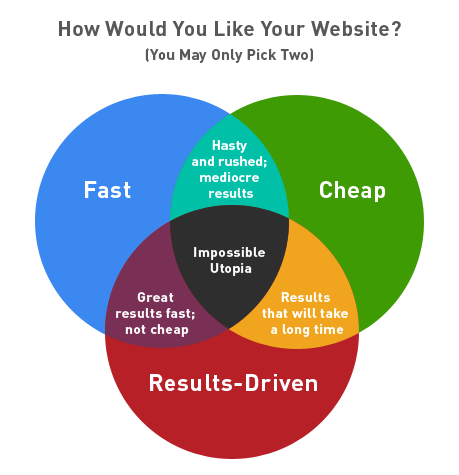 How Would You Like Your Website?
(You May Only Pick Two)
Hasty
and rushed;
mediocre
results
Fast
Cheap
Impossible
Utopia
Great
results fast;
not cheap
Results
that will take
a long time
Results-Driven